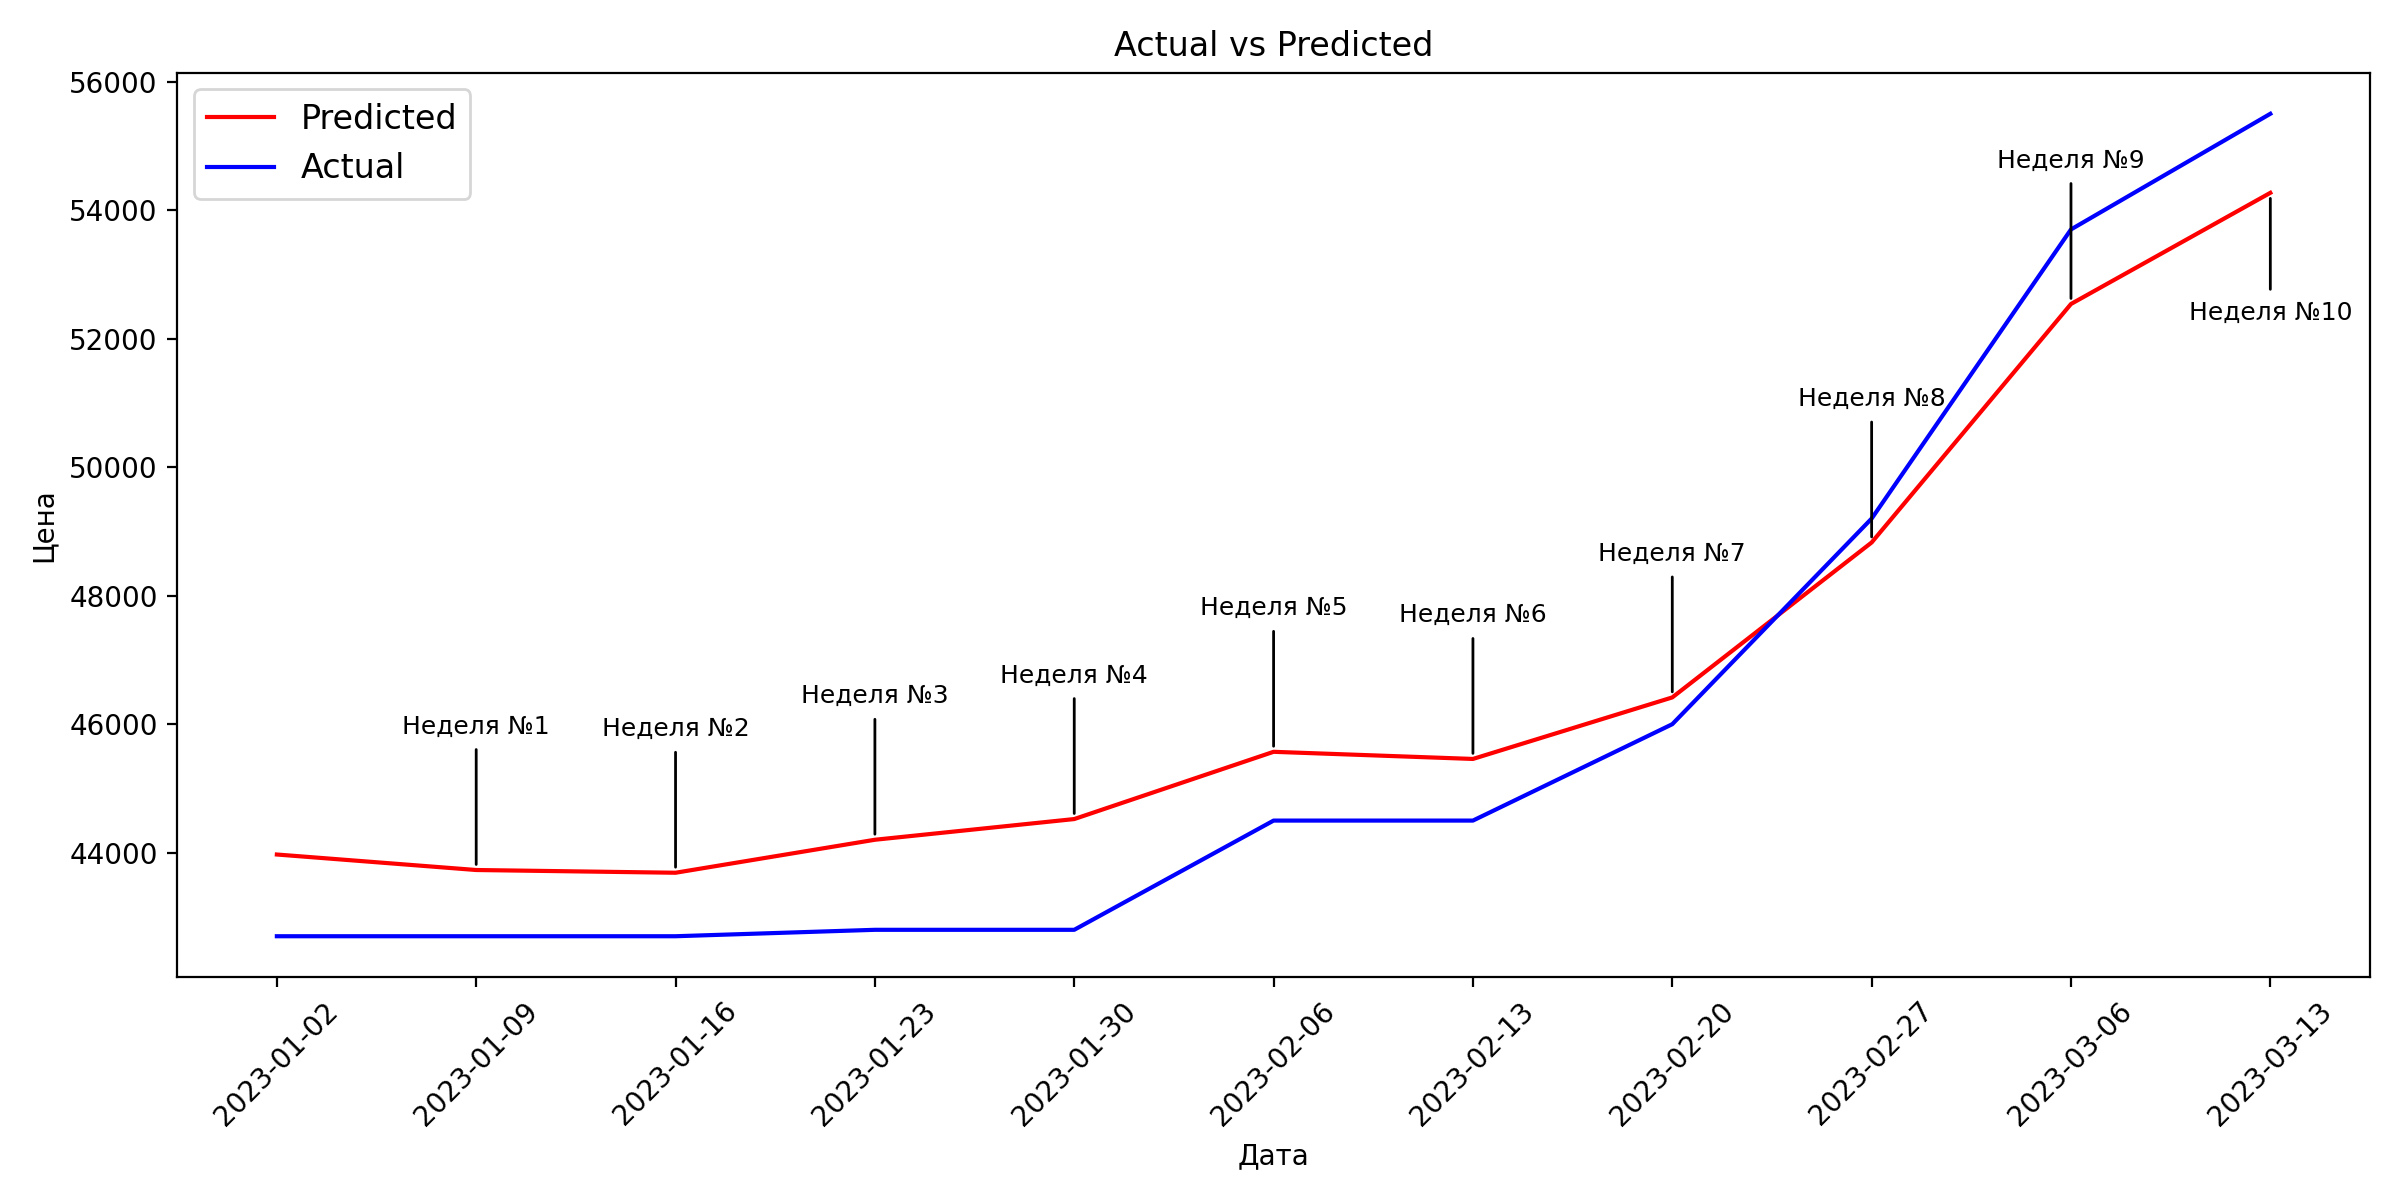 Actual vs Predicted
Predicted
Actual
56000
54000
52000
50000
48000
46000
44000
Цена
Неделя №1
Неделя №2
Неделя №3
Неделя №4
Неделя №5
Неделя №6
Неделя №7
Неделя №8
Неделя №9
Неделя №10
2023-01-02
2023-01-09
2023-01-16
2023-01-23
2023-01-30
2023-02-06
2023-02-13
2023-02-20
2023-02-27
2023-03-06
2023-03-13
Дата